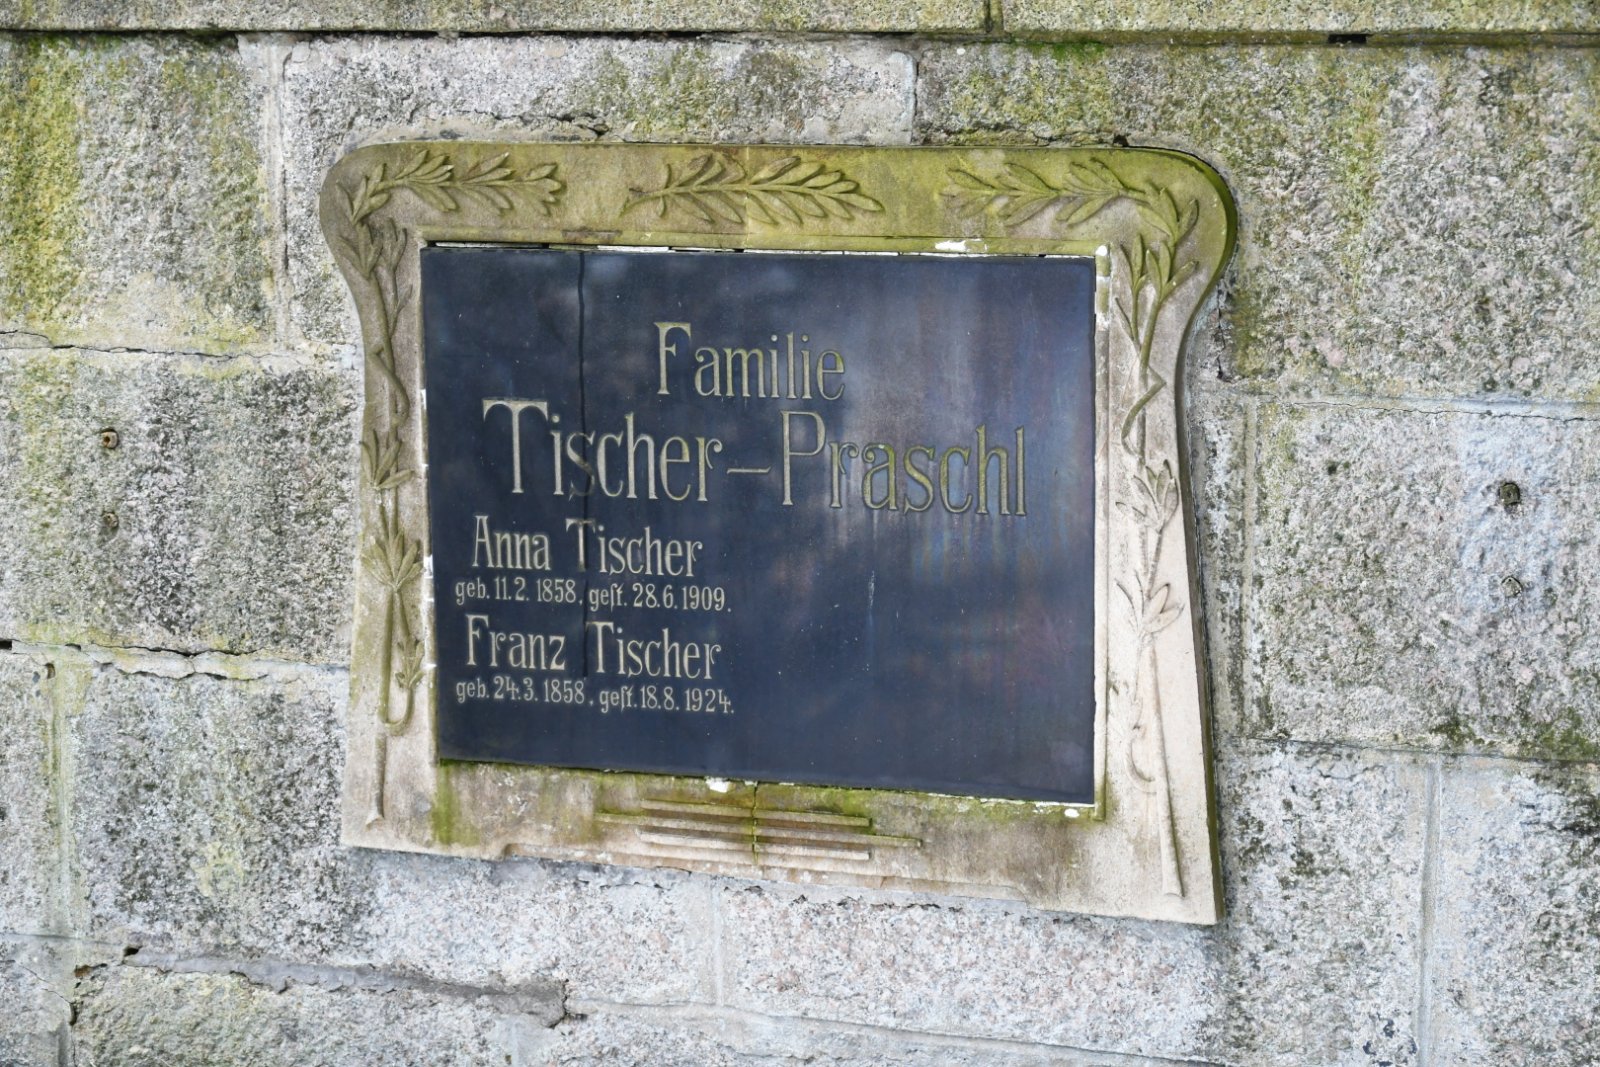 Familie
Tischer-Praschl
Anna Tischer
geb. 11.2. 1858, geſt. 28.6.1909.
Franz Tischer
geb. 24.3. 1858, geſt. 18.8. 1924.